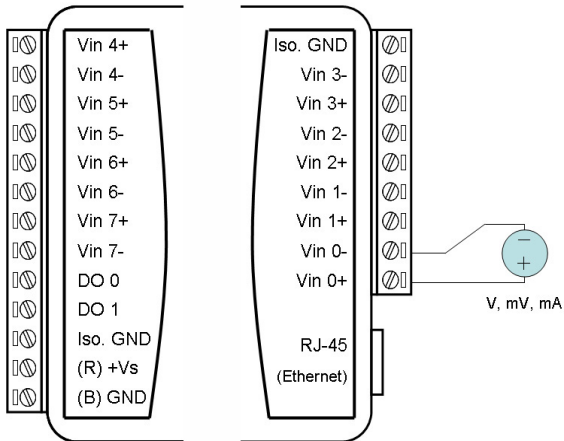 Vin 4+
Vin 4-
Vin 5+
Vin 5-
Vin 6+
Vin 6-
Vin 7+
Vin 7-
DO 0
DO 1
Iso. GND
(R) +Vs
(B) GND
Iso. GND
Vin 3-
Vin 3+
Vin 2-
Vin 2+
Vin 1-
Vin 1+
Vin 0-
Vin 0+
RJ-45
(Ethernet)
−
+
V, mV, mA